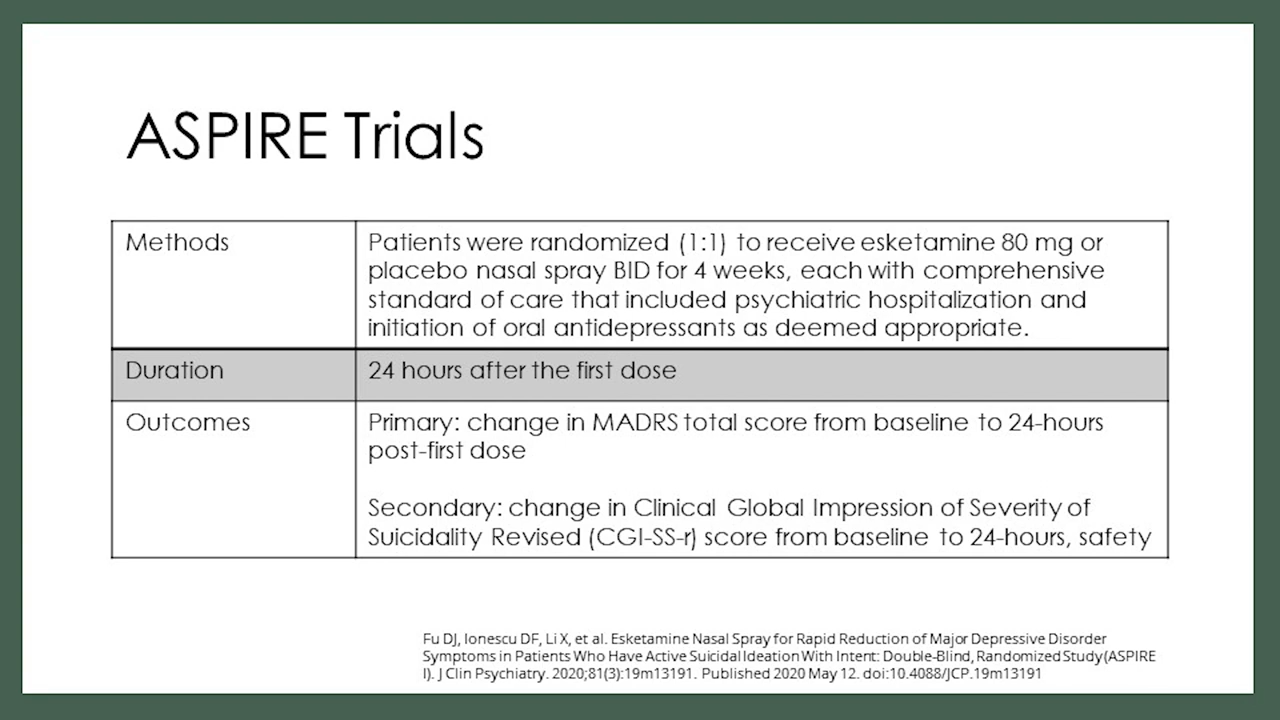 ASPIRE Trials
Methods
Patients were randomized (1:1) to receive esketamine 80 mg or
placebo nasal spray BID for 4 weeks, each with comprehensive
standard of care that included psychiatric hospitalization and
initiation of oral antidepressants as deemed appropriate.
Duration
24 hours after the first dose
Outcomes
Primary: change in MADRS total score from baseline to 24-hours
post-first dose
Secondary: change in Clinical Global Impression of Severity of
Suicidality Revised (CGI-SS-r) score from baseline to 24-hours, safety
Fu DJ, Ionescu DF, Li X, et al. Esketamine Nasal Spray for Rapid Reduction of Major Depressive Disorder
Symptoms in Patients Who Have Active Suicidal Ideation With Intent: Double-Blind, Randomized Study (ASPIRE
I). J Clin Psychiatry. 2020;81(3):19m13191. Published 2020 May 12. doi:10.4088/JCP.19m13191